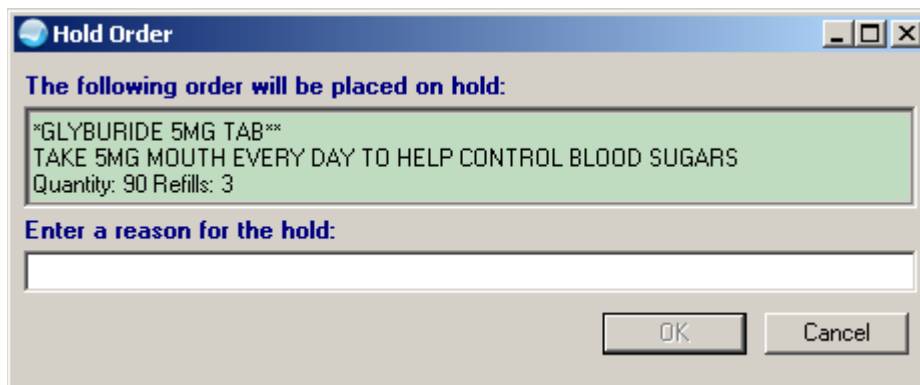 Hold Order
The following order will be placed on hold:
*GLYBURIDE 5MG TAB**
TAKE 5MG MOUTH EVERY DAY TO HELP CONTROL BLOOD SUGARS
Quantity: 90 Refills: 3
Enter a reason for the hold:
OK Cancel